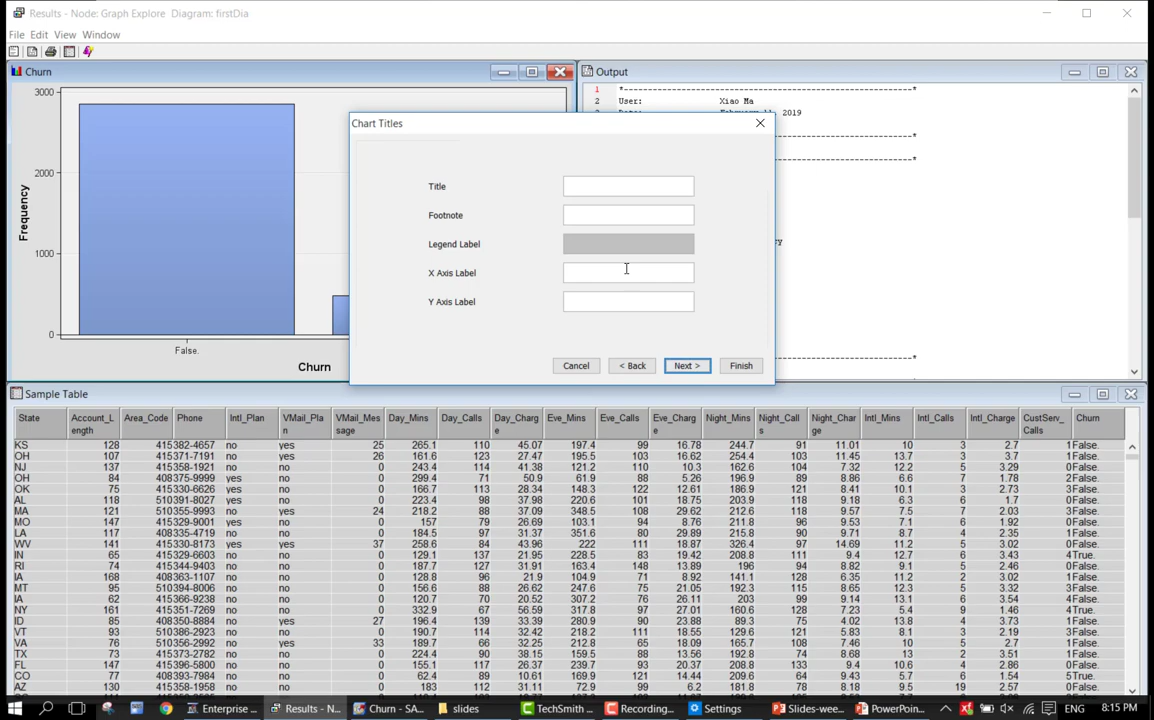 Results - Node: Graph Explore  Diagram: firstDia
File Edit View Window
Churn
3000
2000
1000
0
Frequency
False.
Churn
Output
1 *------------------------------------------------------------*
2 User: Xiao Ma
2019
Chart Titles
Title
Footnote
Legend Label
X Axis Label
Y Axis Label
Cancel < Back Next > Finish
Sample Table
State Account_Length Area_Code Phone Intl_Plan VMail_Plan VMail_Message Day_Mins Day_Calls Day_Charge Eve_Mins Eve_Calls Eve_Charge Night_Mins Night_Calls Night_Charge Intl_Mins Intl_Calls Intl_Charge CustServ_Calls Churn
KS 128 415 382-4657 no yes 25 265.1 110 45.07 197.4 99 16.78 244.7 91 11.01 10 3 2.7 1 False.
OH 107 415 371-7191 no yes 26 161.6 123 27.47 195.5 103 16.62 254.4 103 11.45 13.7 3 3.7 1 False.
NJ 137 415 358-1921 no no 0 243.4 114 41.38 121.2 110 10.3 162.6 104 7.32 12.2 5 3.29 0 False.
OH 84 408 375-9999 yes no 0 299.4 71 50.9 61.9 88 5.26 196.9 89 8.86 6.6 7 1.78 2 False.
OK 75 415 330-6626 yes no 0 166.7 113 28.34 148.3 122 12.61 186.9 121 8.41 10.1 3 2.73 3 False.
AL 118 510 391-8027 yes no 0 223.4 98 37.98 220.6 101 18.75 203.9 118 9.18 6.3 6 1.7 0 False.
MA 121 510 355-9993 no yes 24 218.2 88 37.09 348.5 108 29.62 212.6 118 9.57 7.5 7 2.03 3 False.
MO 147 415 329-9001 yes no 0 157 79 26.69 103.1 94 8.76 211.8 96 9.53 7.1 6 1.92 0 False.
LA 117 408 335-4719 no no 0 184.5 97 31.37 351.6 80 29.89 215.8 90 9.71 8.7 4 2.35 1 False.
WV 141 415 330-8173 yes yes 37 258.6 84 43.96 222 111 18.87 326.4 97 14.69 11.2 5 3.02 0 False.
IN 65 415 329-6603 no no 0 129.1 137 21.95 228.5 83 19.42 208.8 111 9.4 12.7 6 3.43 4 True.
RI 74 415 344-9403 no no 0 187.7 127 31.91 163.4 148 13.89 196 94 8.82 9.1 5 2.46 0 False.
IA 168 408 363-1107 no no 0 128.8 96 21.9 104.9 71 8.92 141.1 128 6.35 11.2 2 3.02 1 False.
MT 95 510 394-8006 no no 0 156.6 88 26.62 247.6 75 21.05 192.3 115 8.65 12.3 5 3.32 3 False.
IA 62 415 366-9238 no no 0 120.7 70 20.52 307.2 76 26.11 203 99 9.14 13.1 6 3.54 4 False.
NY 161 415 351-7269 no no 0 332.9 67 56.59 317.8 97 27.01 160.6 128 7.23 5.4 9 1.46 4 True.
ID 85 408 350-8884 no yes 27 196.4 139 33.39 280.9 90 23.88 89.3 75 4.02 13.8 4 3.73 1 False.
VT 93 510 386-2923 no no 0 190.7 114 32.42 218.2 111 18.55 129.6 121 5.83 8.1 3 2.19 3 False.
VA 76 510 356-2992 no yes 33 189.7 66 32.25 212.8 65 18.09 165.7 108 7.46 10 5 2.7 1 False.
TX 73 415 373-2782 no no 0 224.4 90 38.15 159.5 88 13.56 192.8 74 8.68 13 2 3.51 1 False.
FL 147 415 396-5800 no no 0 155.1 117 26.37 239.7 93 20.37 208.8 133 9.4 10.6 4 2.86 0 False.
CO 77 408 393-7984 no no 0 62.4 89 10.61 169.9 121 14.44 209.6 64 9.43 5.7 6 1.54 5 True.
AZ 130 415 358-1958 no no 0 183 112 31.11 72.9 99 6.2 181.8 78 8.18 9.5 19 2.57 0 False.
Enterprise ... Results - N... Churn - SA... slides TechSmith ... Recording... Settings Slides-wee... PowerPoin... ENG 8:15 PM